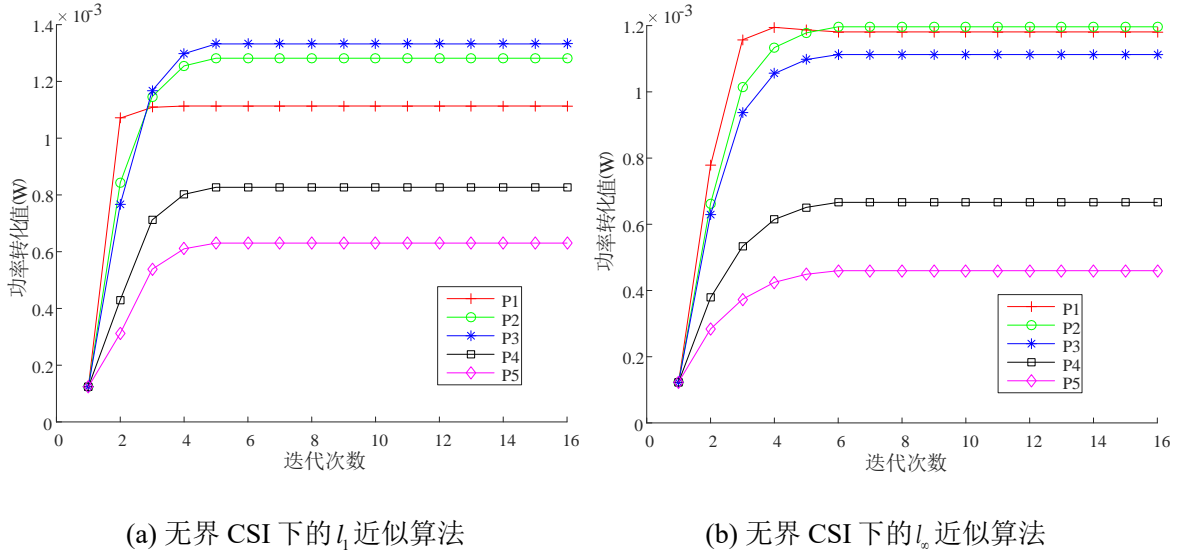 × 10⁻³
1.4
1.2
1
0.8
0.6
0.4
0.2
0
功率转化值(W)
P1
P2
P3
P4
P5
0 2 4 6 8 10 12 14 16
迭代次数
(a) 无界 CSI 下的 l₁ 近似算法
× 10⁻³
1.2
1
0.8
0.6
0.4
0.2
0
功率转化值(W)
P1
P2
P3
P4
P5
0 2 4 6 8 10 12 14 16
迭代次数
(b) 无界 CSI 下的 l∞ 近似算法